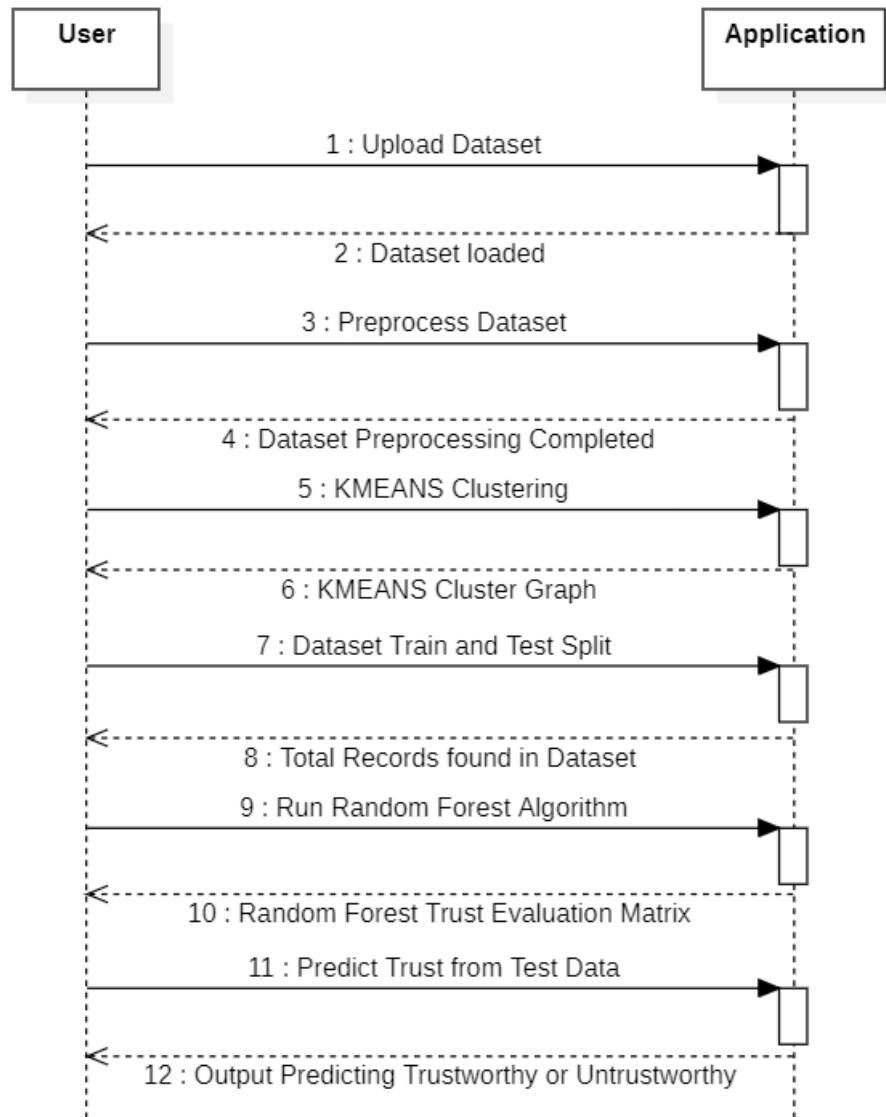 User
Application
1 : Upload Dataset
2 : Dataset loaded
3 : Preprocess Dataset
4 : Dataset Preprocessing Completed
5 : KMEANS Clustering
6 : KMEANS Cluster Graph
7 : Dataset Train and Test Split
8 : Total Records found in Dataset
9 : Run Random Forest Algorithm
10 : Random Forest Trust Evaluation Matrix
11 : Predict Trust from Test Data
12 : Output Predicting Trustworthy or Untrustworthy